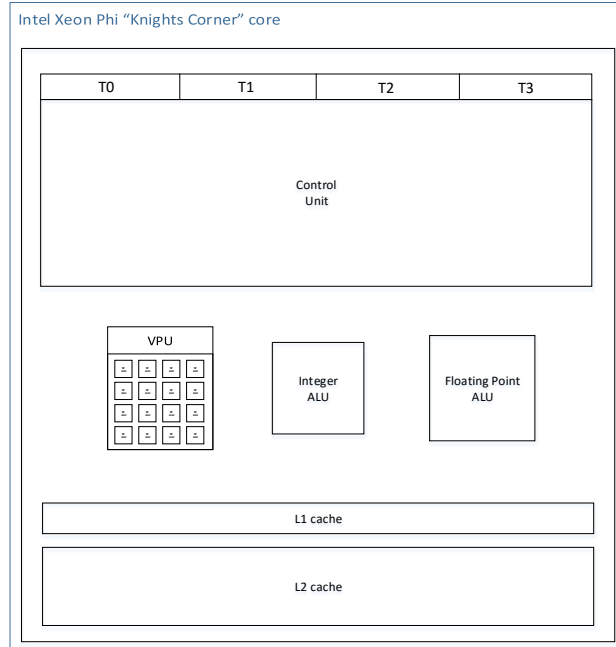 Intel Xeon Phi “Knights Corner” core
T0 T1 T2 T3
Control
Unit
VPU
Integer
ALU
Floating Point
ALU
L1 cache
L2 cache